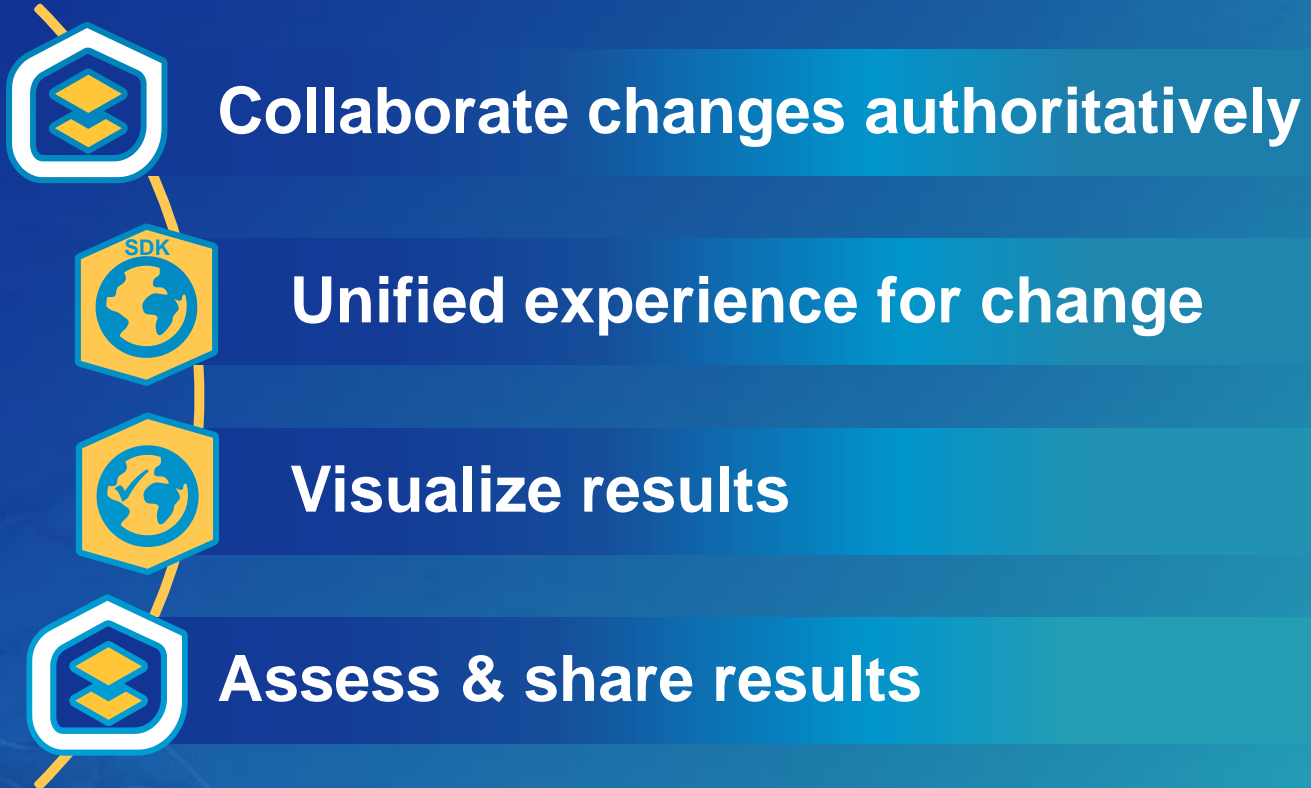 Collaborate changes authoritatively
SDK
Unified experience for change
Visualize results
Assess & share results